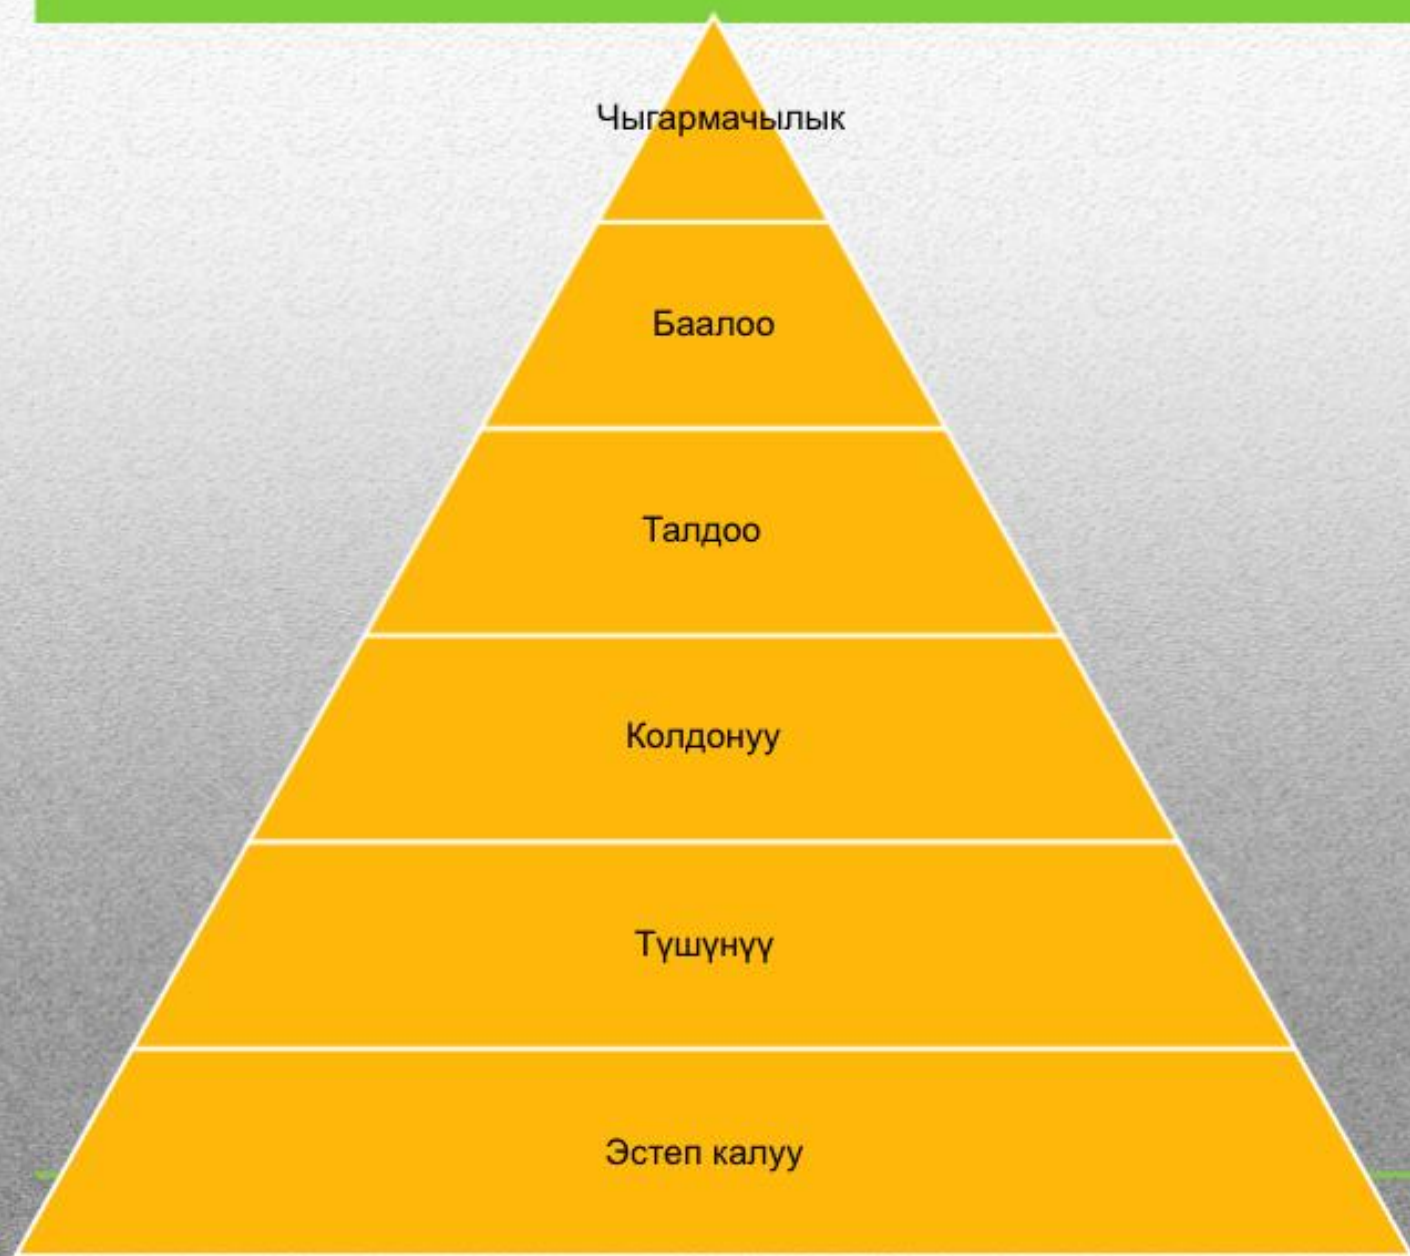 Чыгармачылык
Баалоо
Талдоо
Колдонуу
Түшүнүү
Эстеп калуу